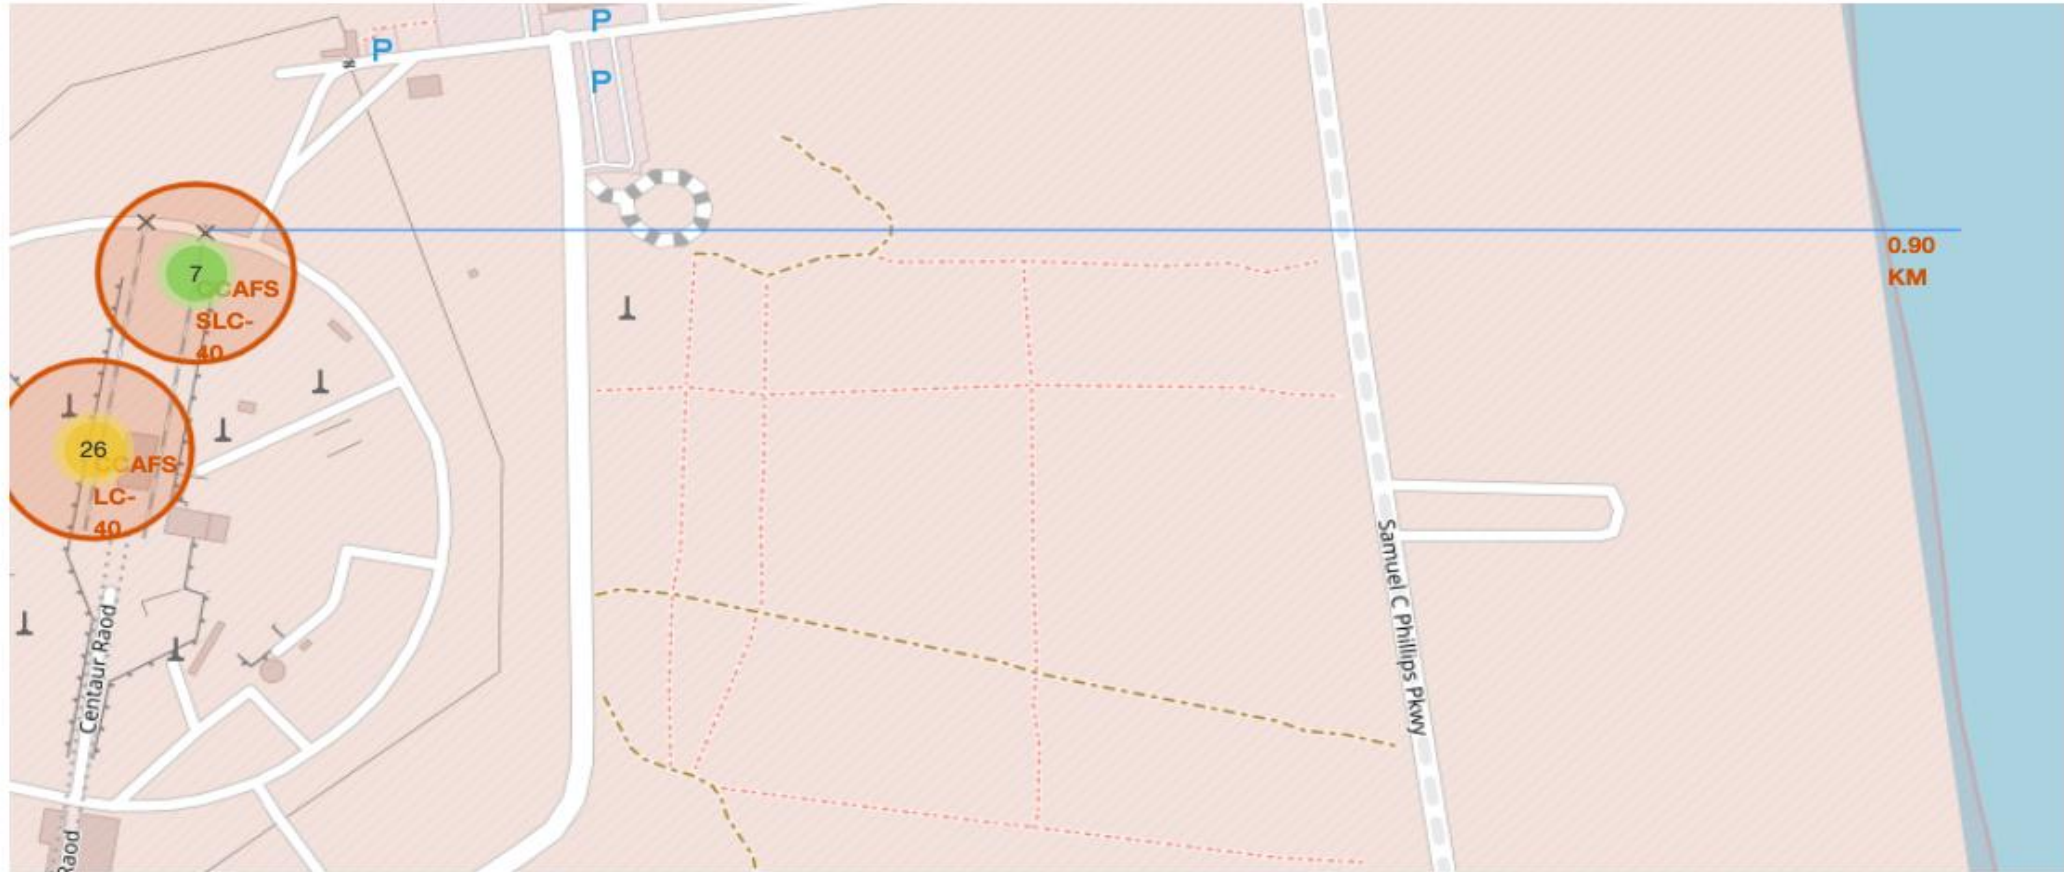 P
P
P
0.90
KM
7
CCAFS
SLC-
40
26
CCAFS
LC-
40
Samuel C Phillips Pkwy
Centaur Raod
Raod